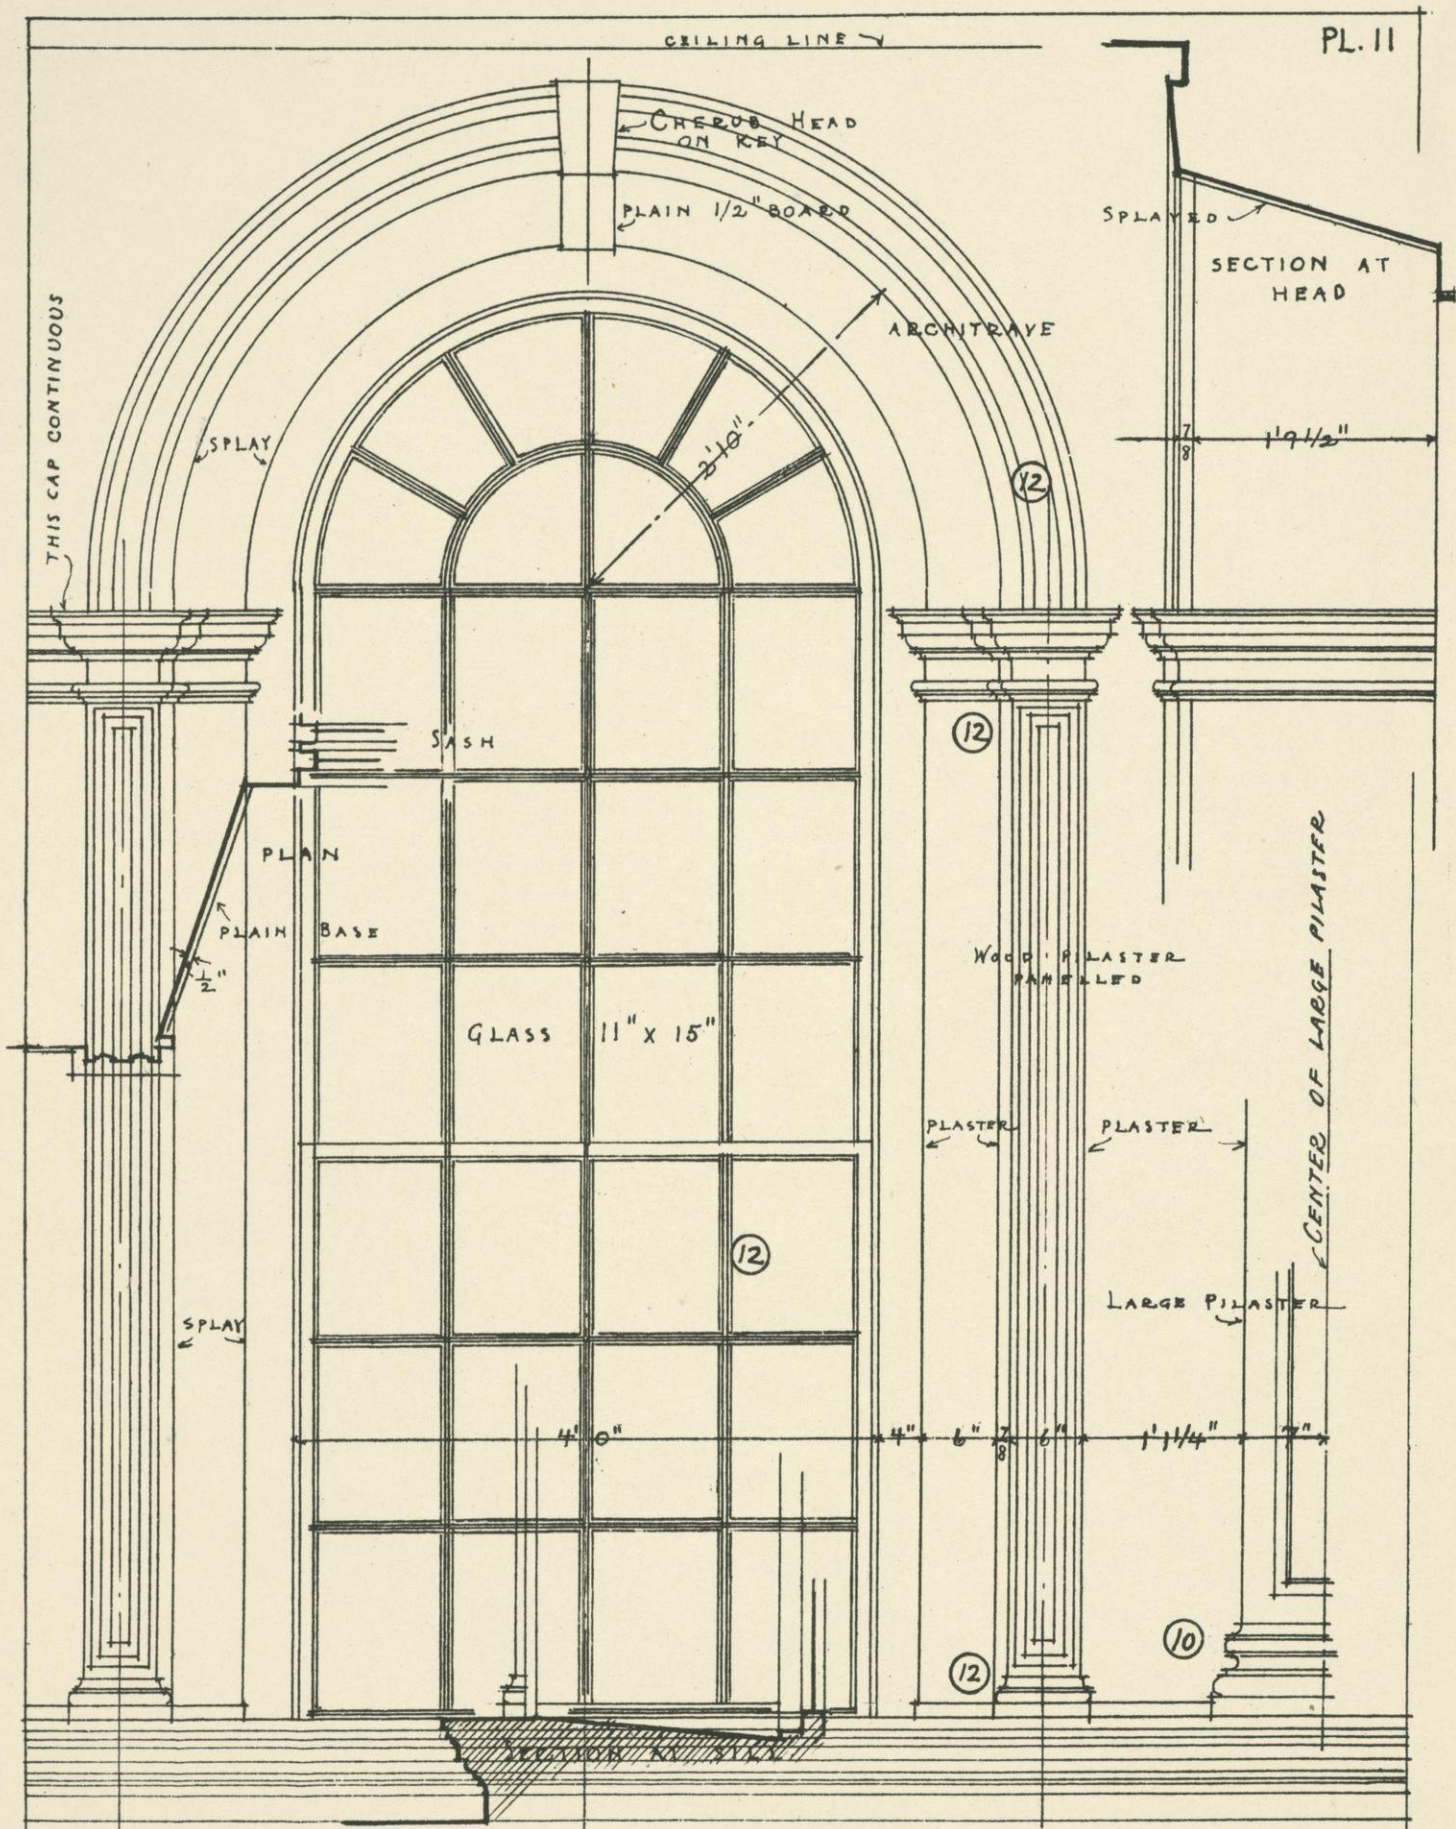 CEILING LINE
PL. 11
CHERUB HEAD
ON KEY
PLAIN 1/2" BOARD
SPLAYED
SECTION AT
HEAD
ARCHITRAVE
THIS CAP CONTINUOUS
SPLAY
2'10"
7/8
1'9 1/2"
12
SASH
12
PLAN
PLAIN BASE
1/2"
WOOD PILASTER
PANELLED
GLASS 11" X 15"
CENTER OF LARGE PILASTER
PLASTER
PLASTER
12
LARGE PILASTER
SPLAY
4'0"
4"
6"
7/8
6"
1'1 1/4"
7"
10
12
SECTION AT SILL